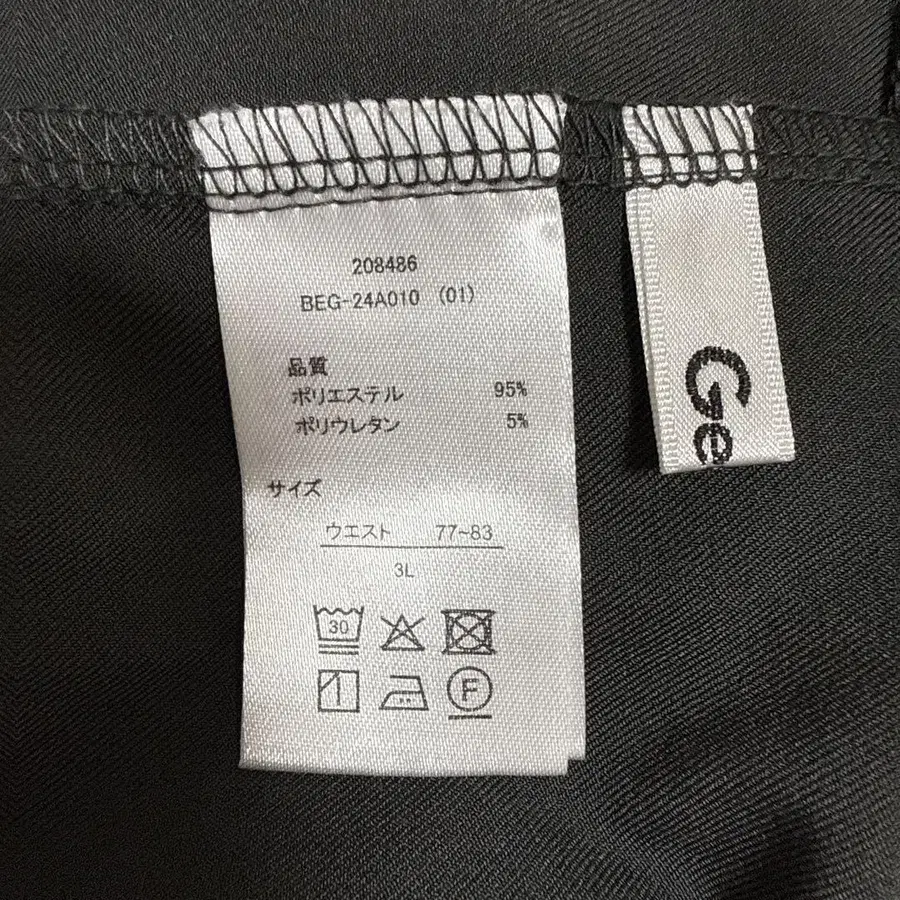 208486
BEG-24A010 (01)
品質
ポリエステル 95%
ポリウレタン 5%
サイズ
ウエスト 77~83
3L
30
F
Ge